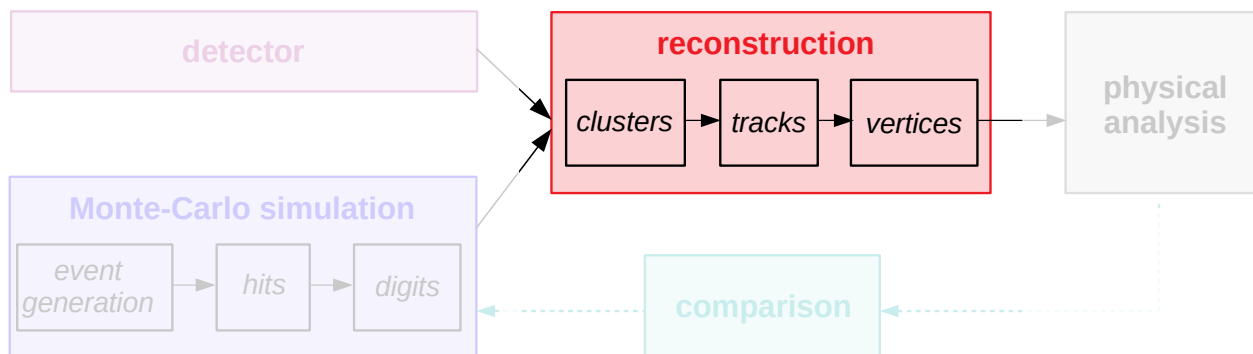 detector
reconstruction
clusters
tracks
vertices
physical
analysis
Monte-Carlo simulation
event
generation
hits
digits
comparison